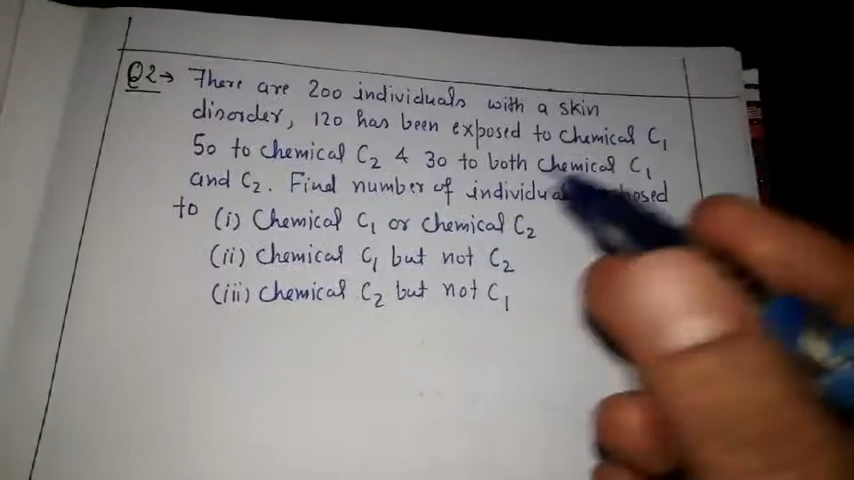 Q2→ There are 200 individuals with a skin
disorder, 120 has been exposed to chemical C₁
50 to chemical C₂ & 30 to both chemical C₁
and C₂. Find number of
to (i) Chemical C₁ or chemical C₂
(ii) Chemical C₁ but not C₂
(iii) Chemical C₂ but not C₁